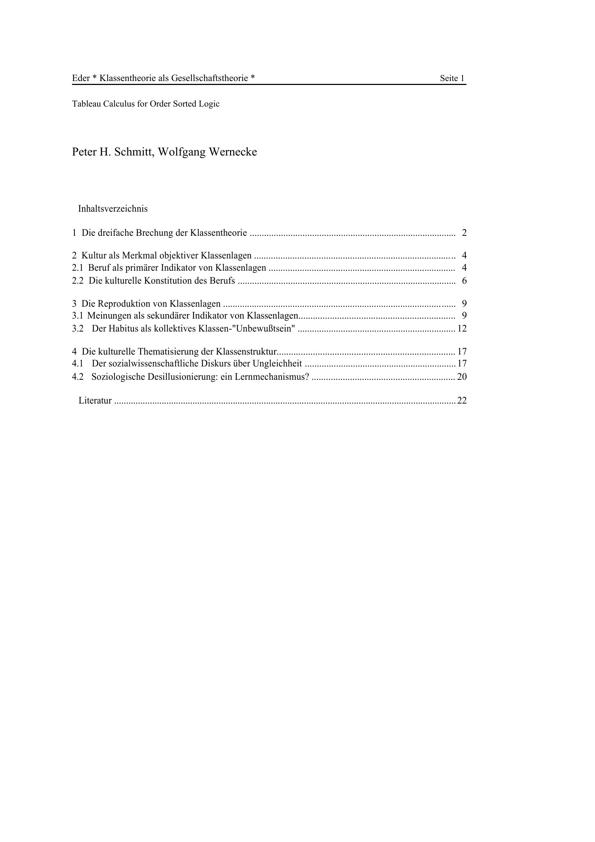 Eder * Klassentheorie als Gesellschaftstheorie * Seite 1
Tableau Calculus for Order Sorted Logic
Peter H. Schmitt, Wolfgang Wernecke
Inhaltsverzeichnis
1 Die dreifache Brechung der Klassentheorie ..... 2
2 Kultur als Merkmal objektiver Klassenlagen ..... 4
2.1 Beruf als primärer Indikator von Klassenlagen ..... 4
2.2 Die kulturelle Konstitution des Berufs ..... 6
3 Die Reproduktion von Klassenlagen ..... 9
3.1 Meinungen als sekundärer Indikator von Klassenlagen..... 9
3.2 Der Habitus als kollektives Klassen-"Unbewußtsein" ..... 12
4 Die kulturelle Thematisierung der Klassenstruktur..... 17
4.1 Der sozialwissenschaftliche Diskurs über Ungleichheit ..... 17
4.2 Soziologische Desillusionierung: ein Lernmechanismus? ..... 20
Literatur ..... 22